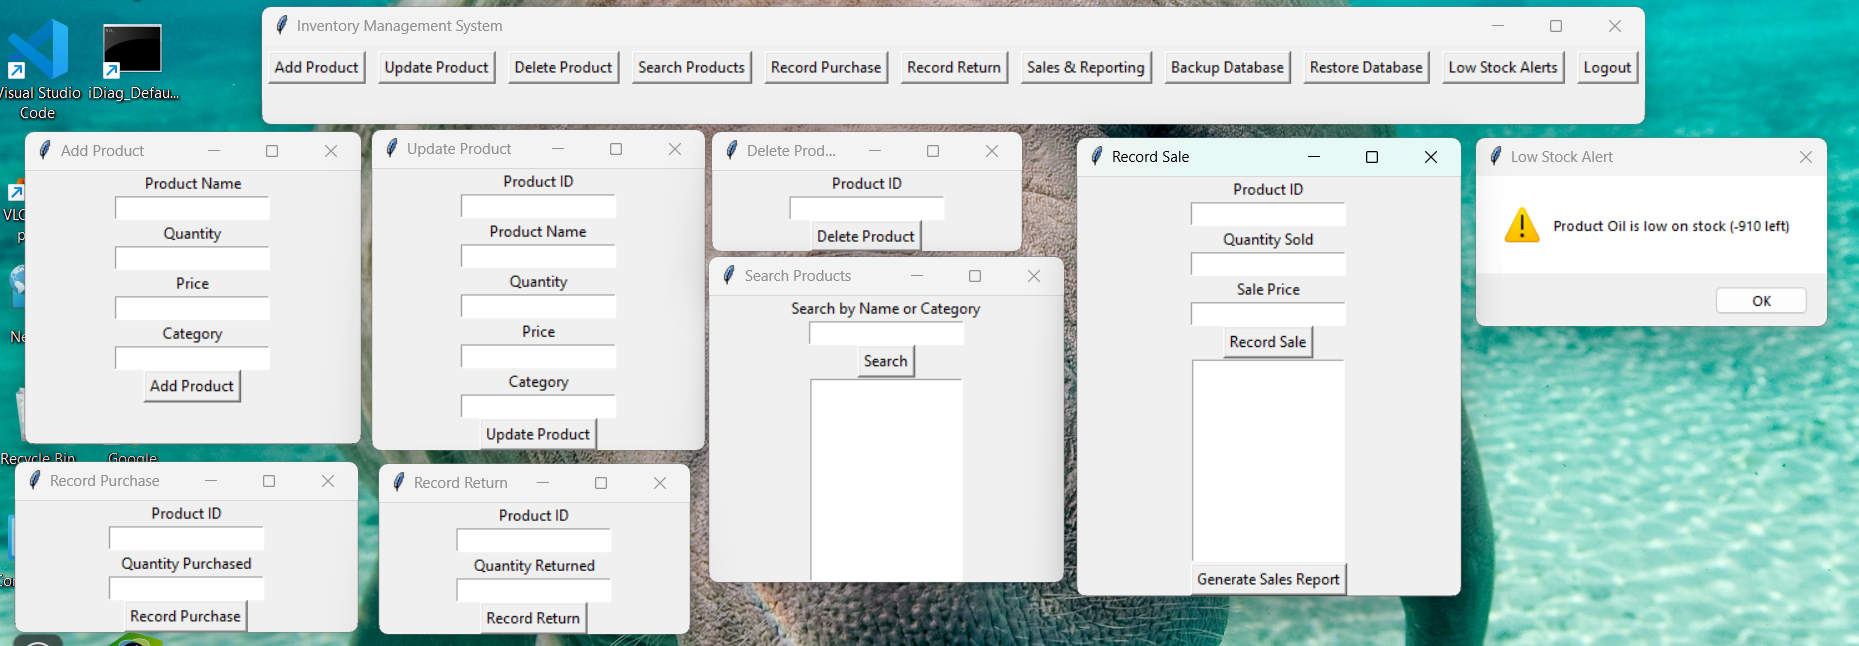 Inventory Management System
Add Product
Update Product
Delete Product
Search Products
Record Purchase
Record Return
Sales & Reporting
Backup Database
Restore Database
Low Stock Alerts
Logout
Visual Studio
Code
iDiag_Defau...
VLC
Recycle Bin
Google
Add Product
Product Name
Quantity
Price
Category
Add Product
Update Product
Product ID
Product Name
Quantity
Price
Category
Update Product
Delete Prod...
Product ID
Delete Product
Search Products
Search by Name or Category
Search
Record Sale
Product ID
Quantity Sold
Sale Price
Record Sale
Generate Sales Report
Low Stock Alert
Product Oil is low on stock (-910 left)
OK
Record Purchase
Product ID
Quantity Purchased
Record Purchase
Record Return
Product ID
Quantity Returned
Record Return